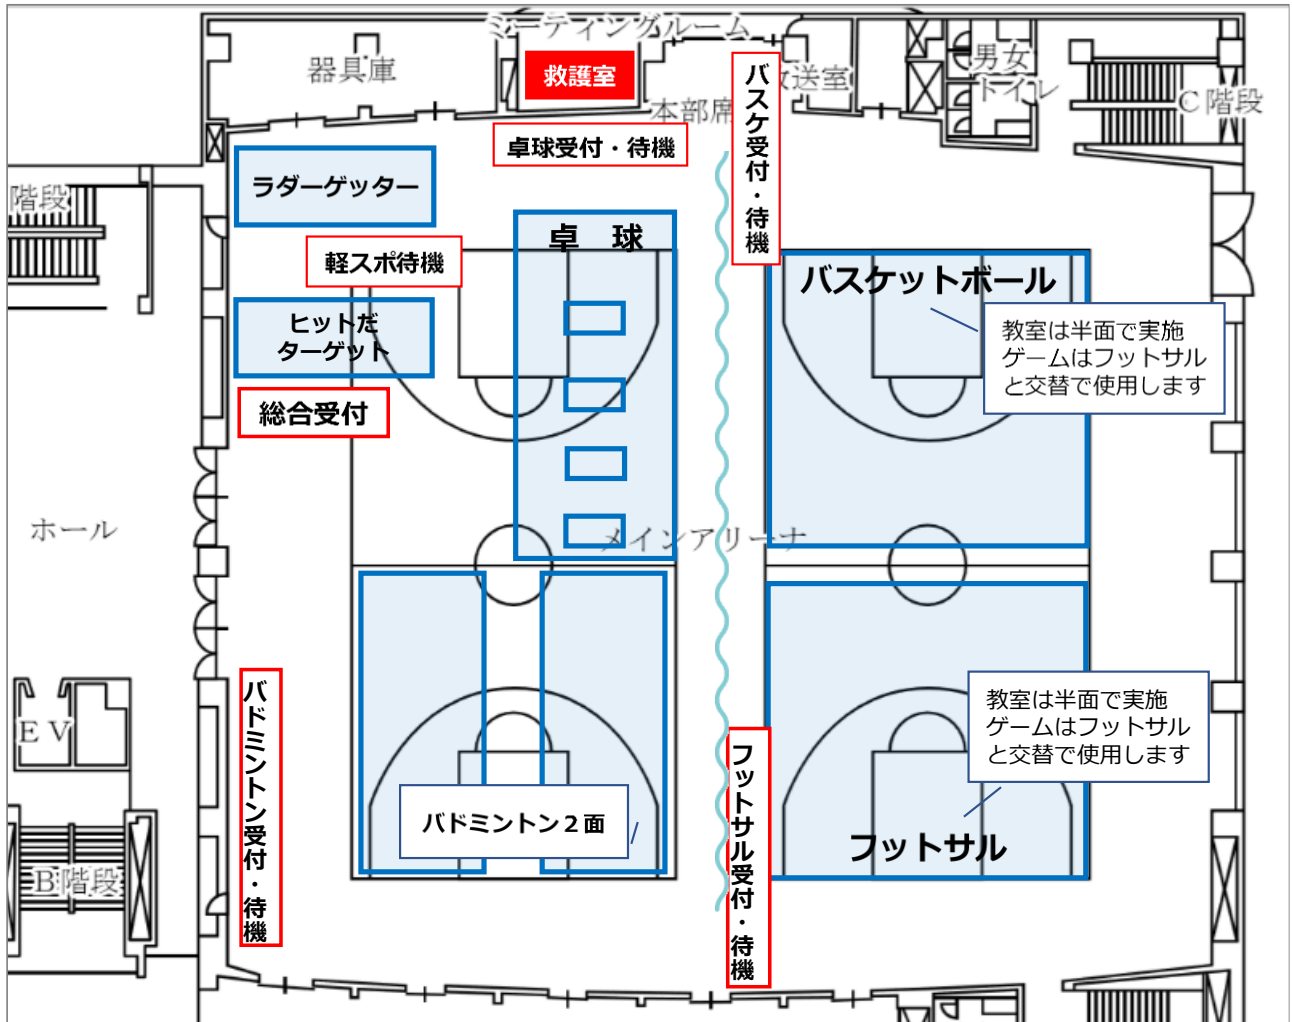 ミーティングルーム
器具庫
救護室
放送室
男女
トイレ
C階段
本部席
卓球受付・待機
バスケ受付・待機
ラダーゲッター
階段
軽スポ待機
卓 球
バスケットボール
ヒットだ
ターゲット
教室は半面で実施
ゲームはフットサル
と交替で使用します
総合受付
ホール
メインアリーナ
バドミントン受付・待機
EV
教室は半面で実施
ゲームはフットサル
と交替で使用します
フットサル受付・待機
バドミントン２面
フットサル
B階段